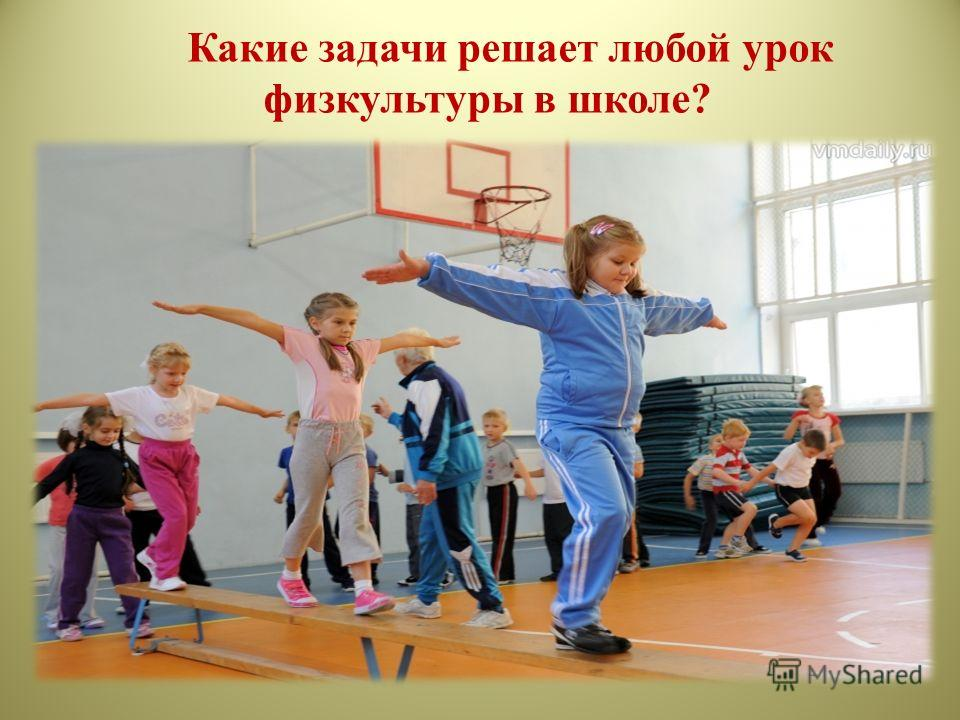 Какие задачи решает любой урок
физкультуры в школе?
vmdaily.ru
MyShared